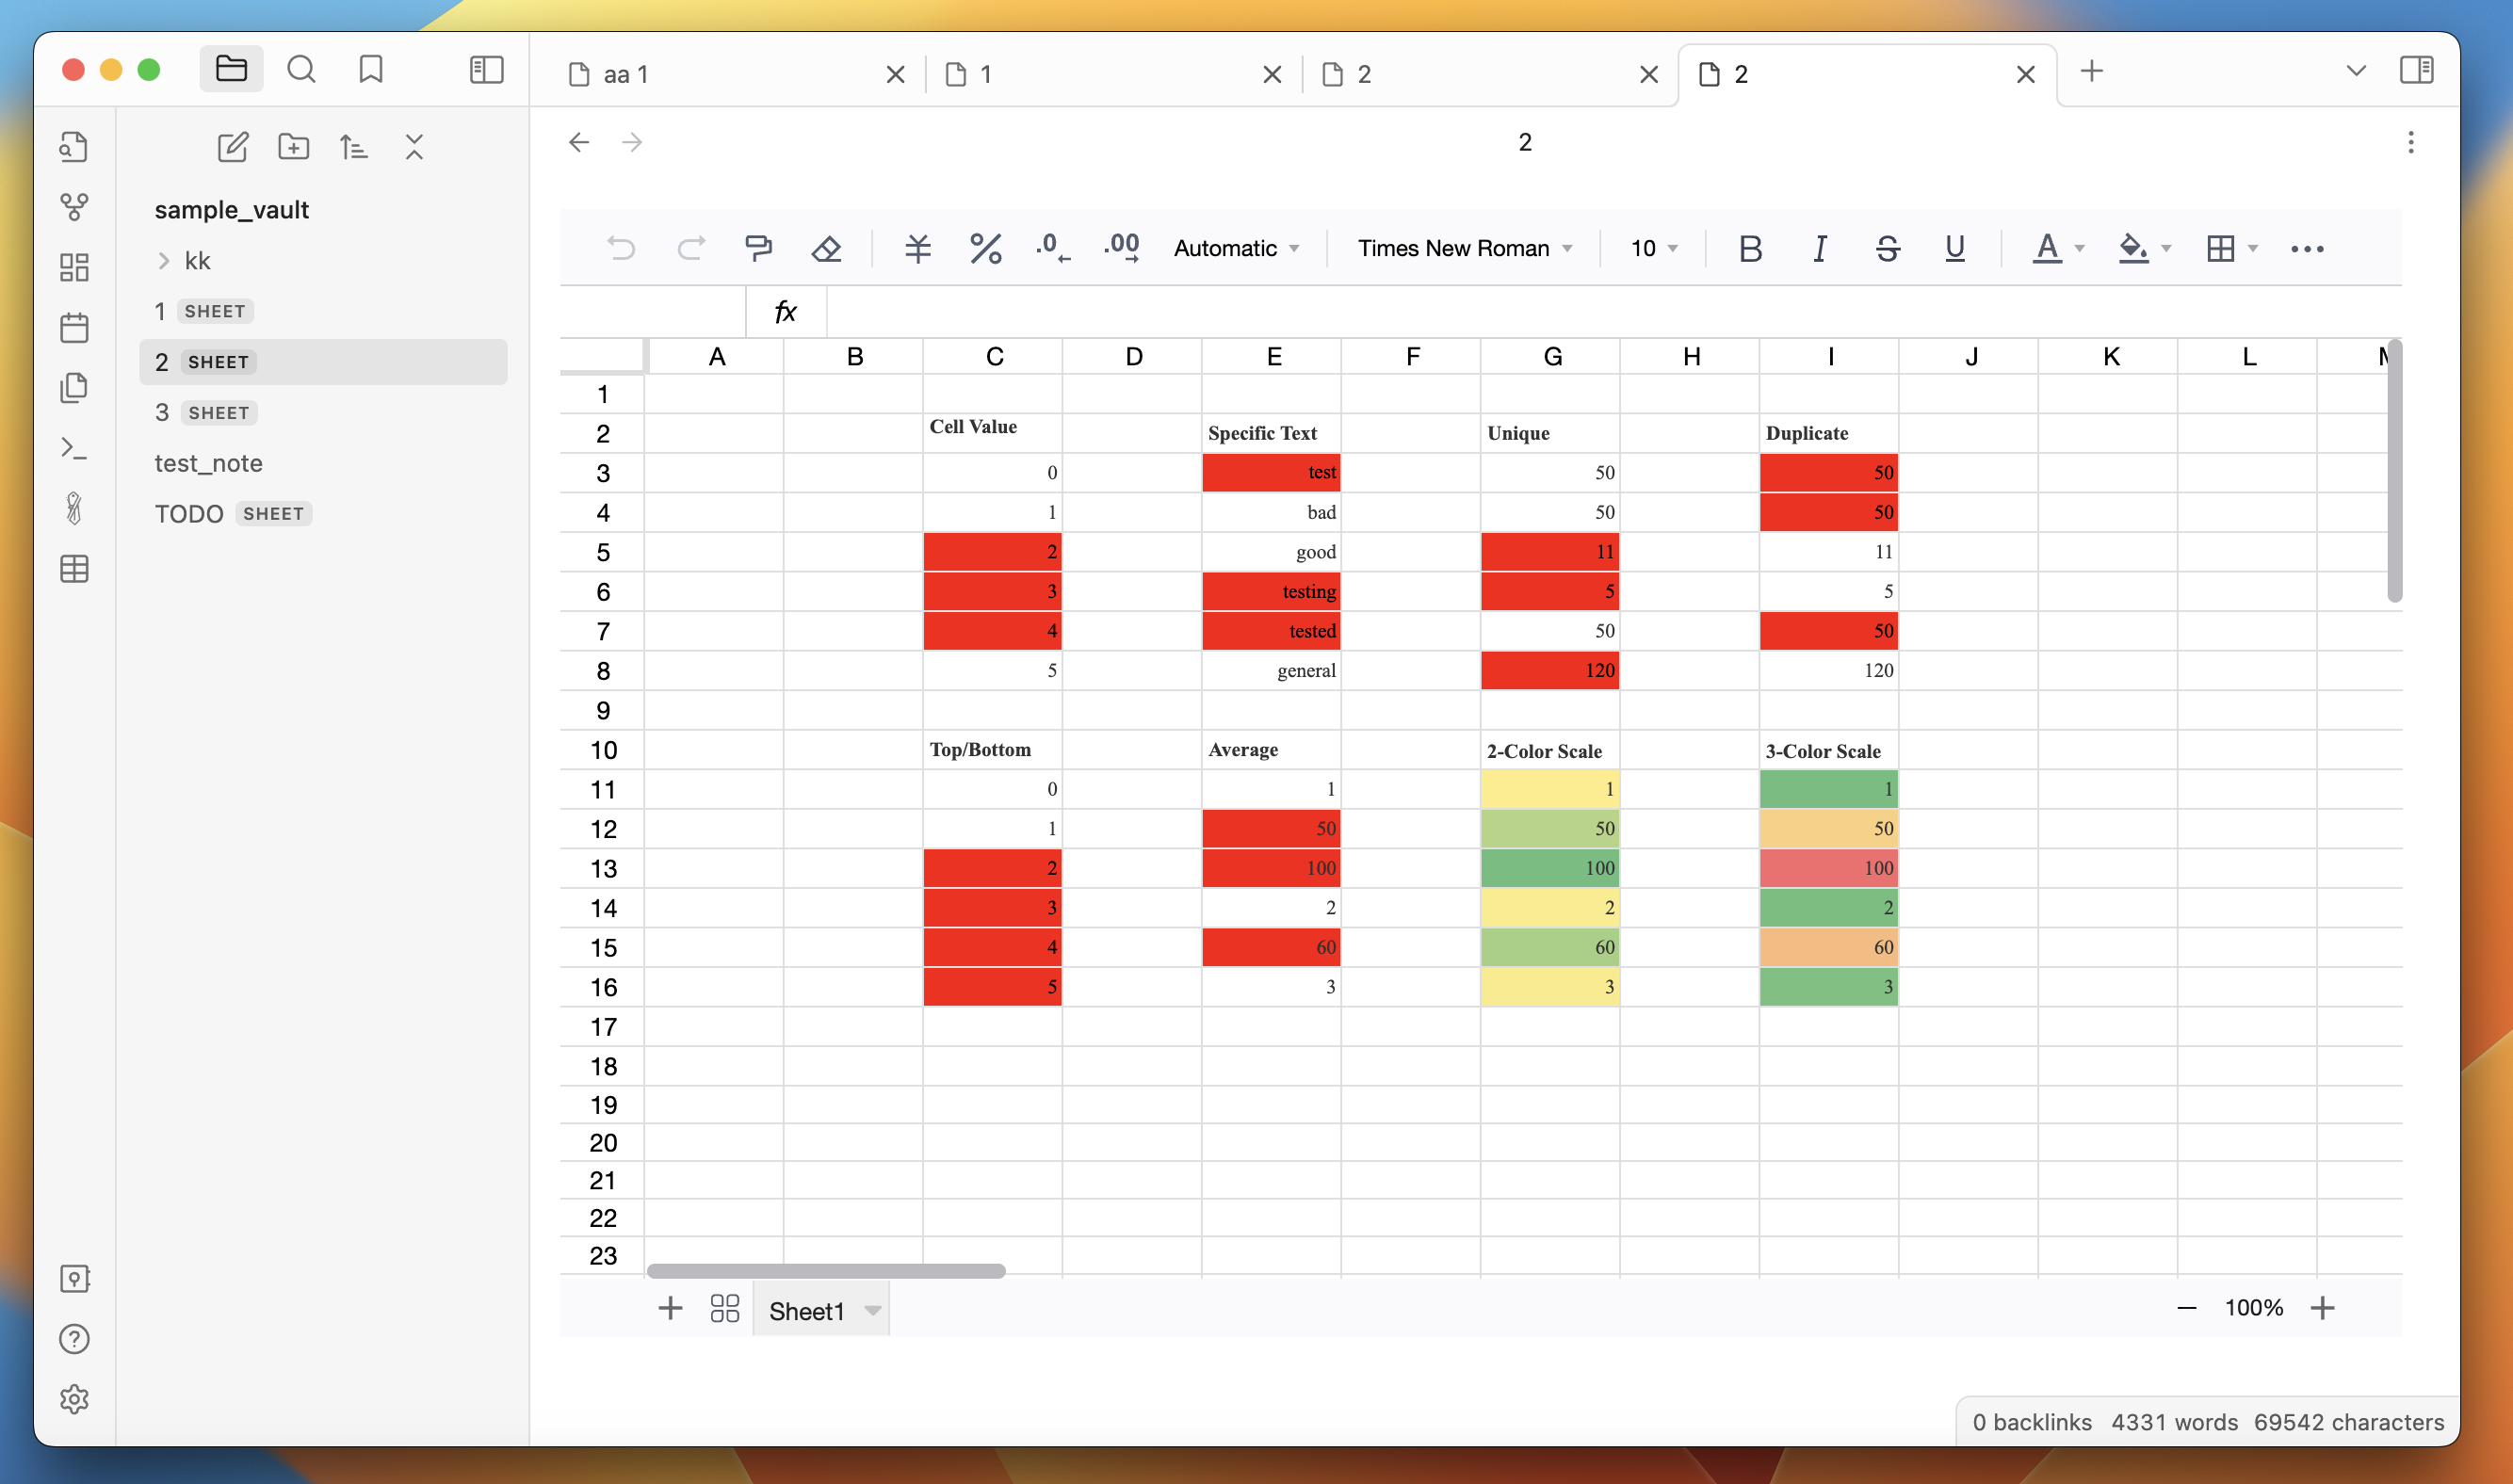 aa 1
1
2
2
2
sample_vault
kk
1 SHEET
2 SHEET
3 SHEET
test_note
TODO SHEET
.0 .00 Automatic Times New Roman 10 B I S U A
fx
A B C D E F G H I J K L
1
2 Cell Value Specific Text Unique Duplicate
3 0 test 50 50
4 1 bad 50 50
5 2 good 11 11
6 3 testing 5 5
7 4 tested 50 50
8 5 general 120 120
9
10 Top/Bottom Average 2-Color Scale 3-Color Scale
11 0 1 1 1
12 1 50 50 50
13 2 100 100 100
14 3 2 2 2
15 4 60 60 60
16 5 3 3 3
17
18
19
20
21
22
23
Sheet1 100%
0 backlinks 4331 words 69542 characters